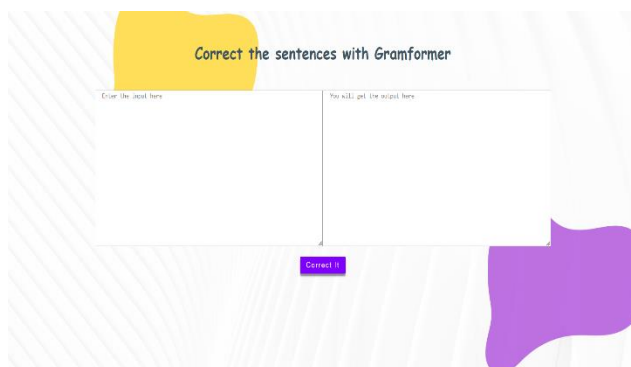 Correct the sentences with Gramformer
Enter the input here
You will get the output here
Correct It